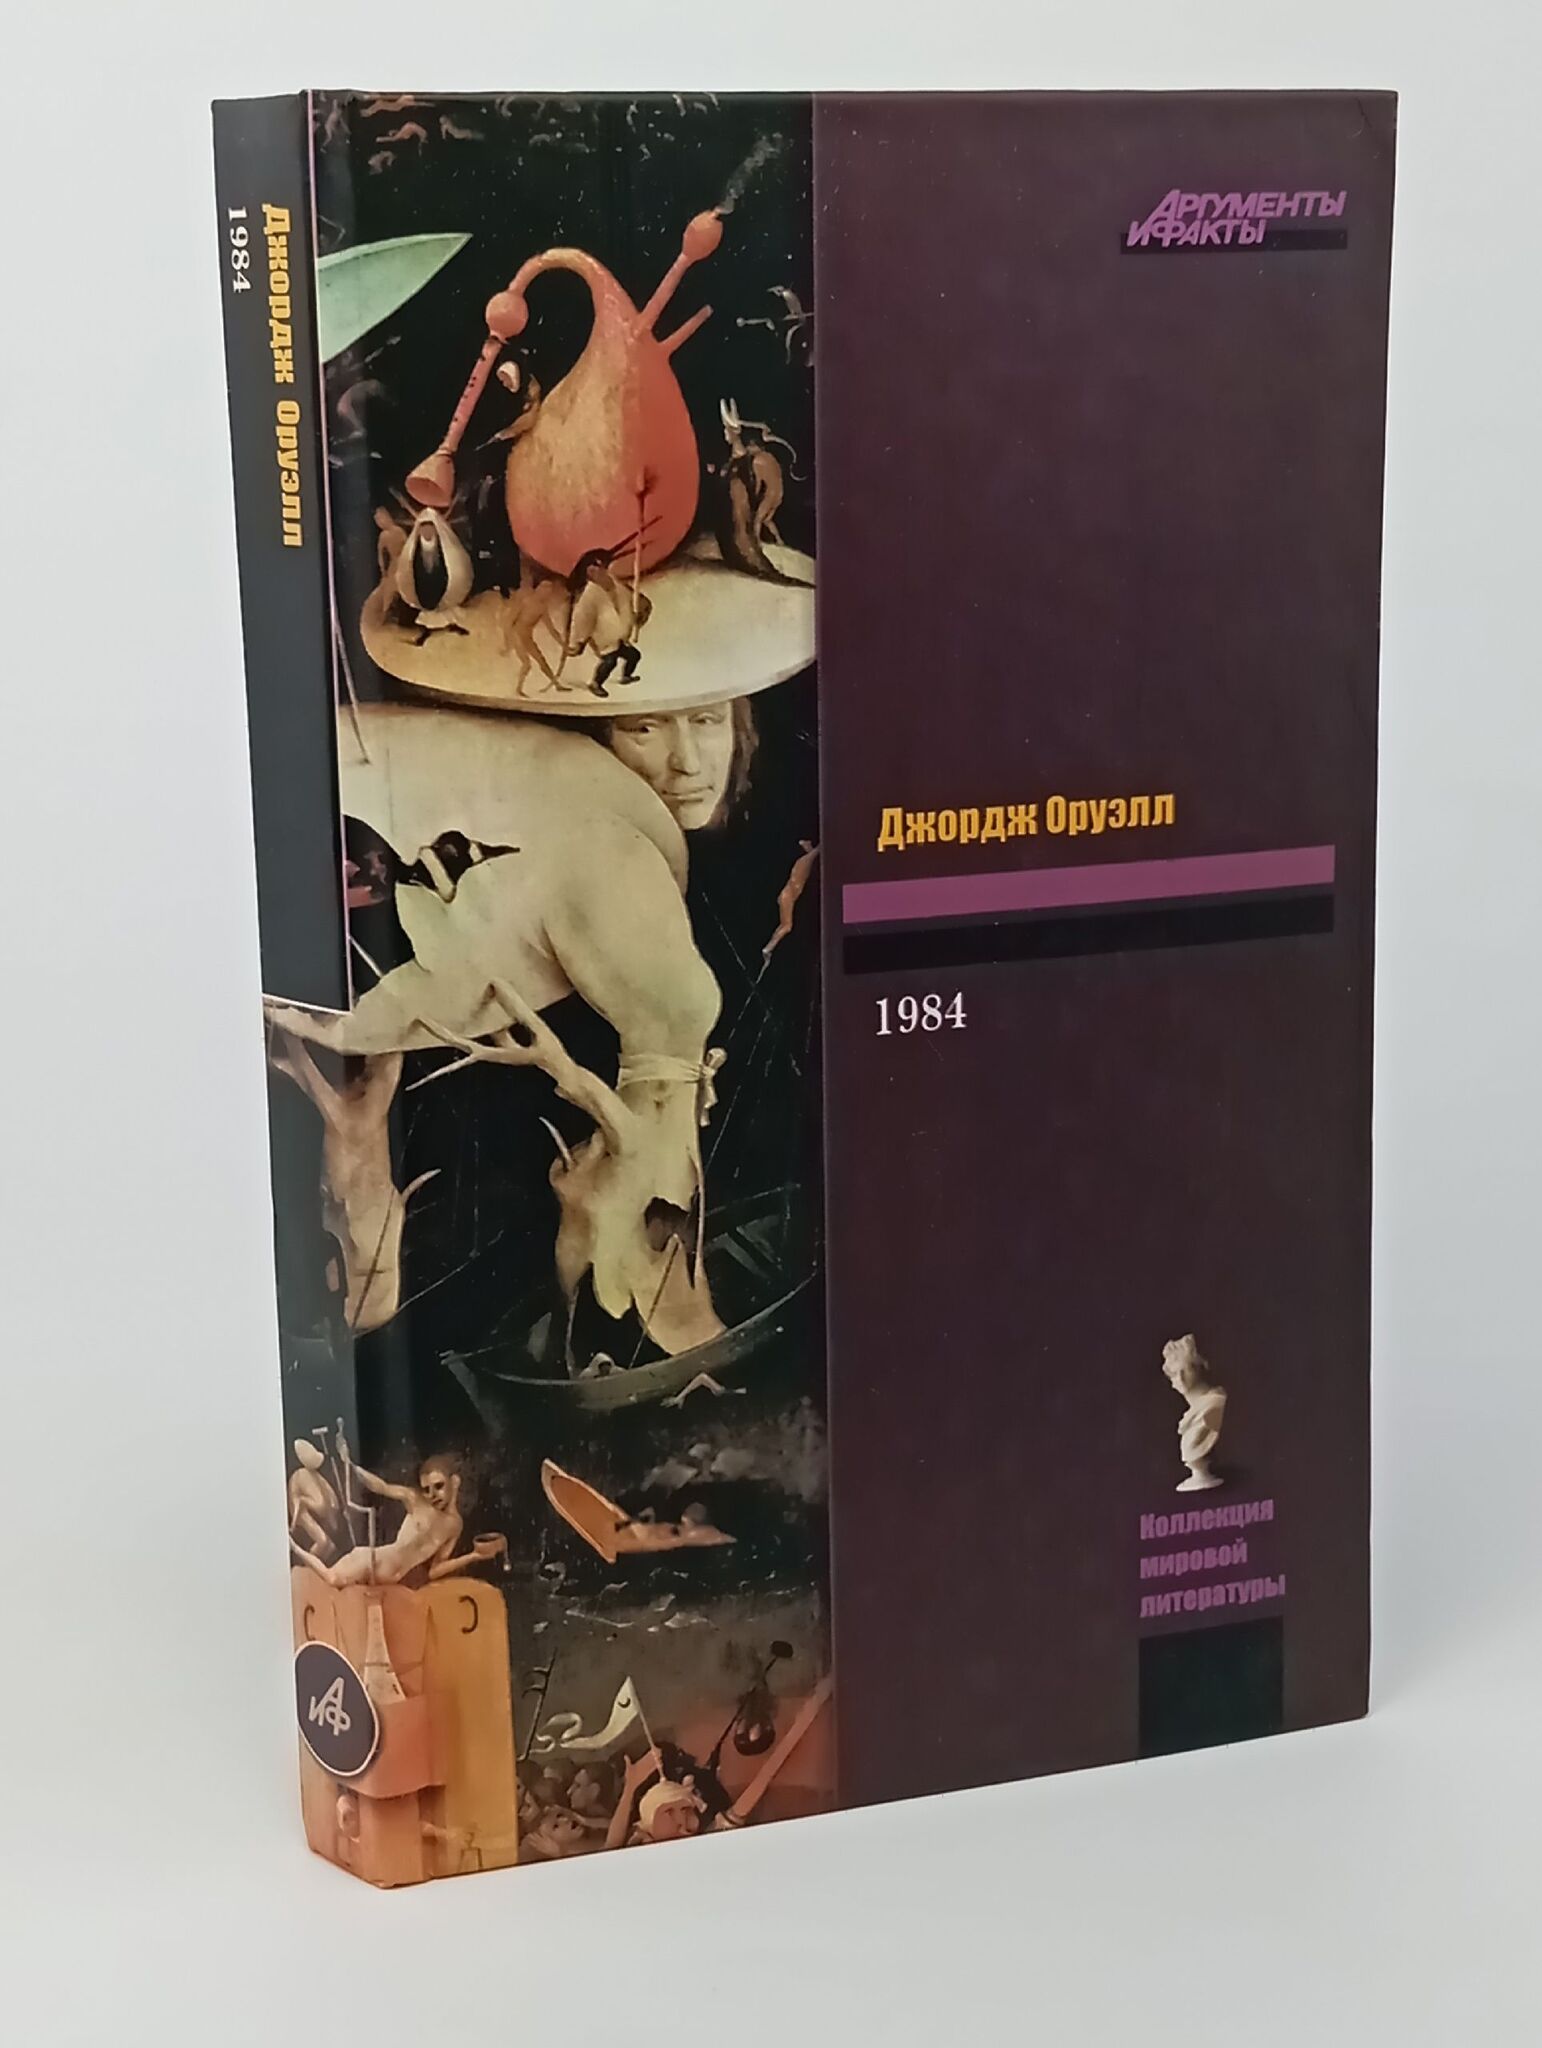 Джордж Оруэлл
1984
АРГУМЕНТЫ
И ФАКТЫ
Джордж Оруэлл
1984
Коллекция
мировой
литературы
АИФ